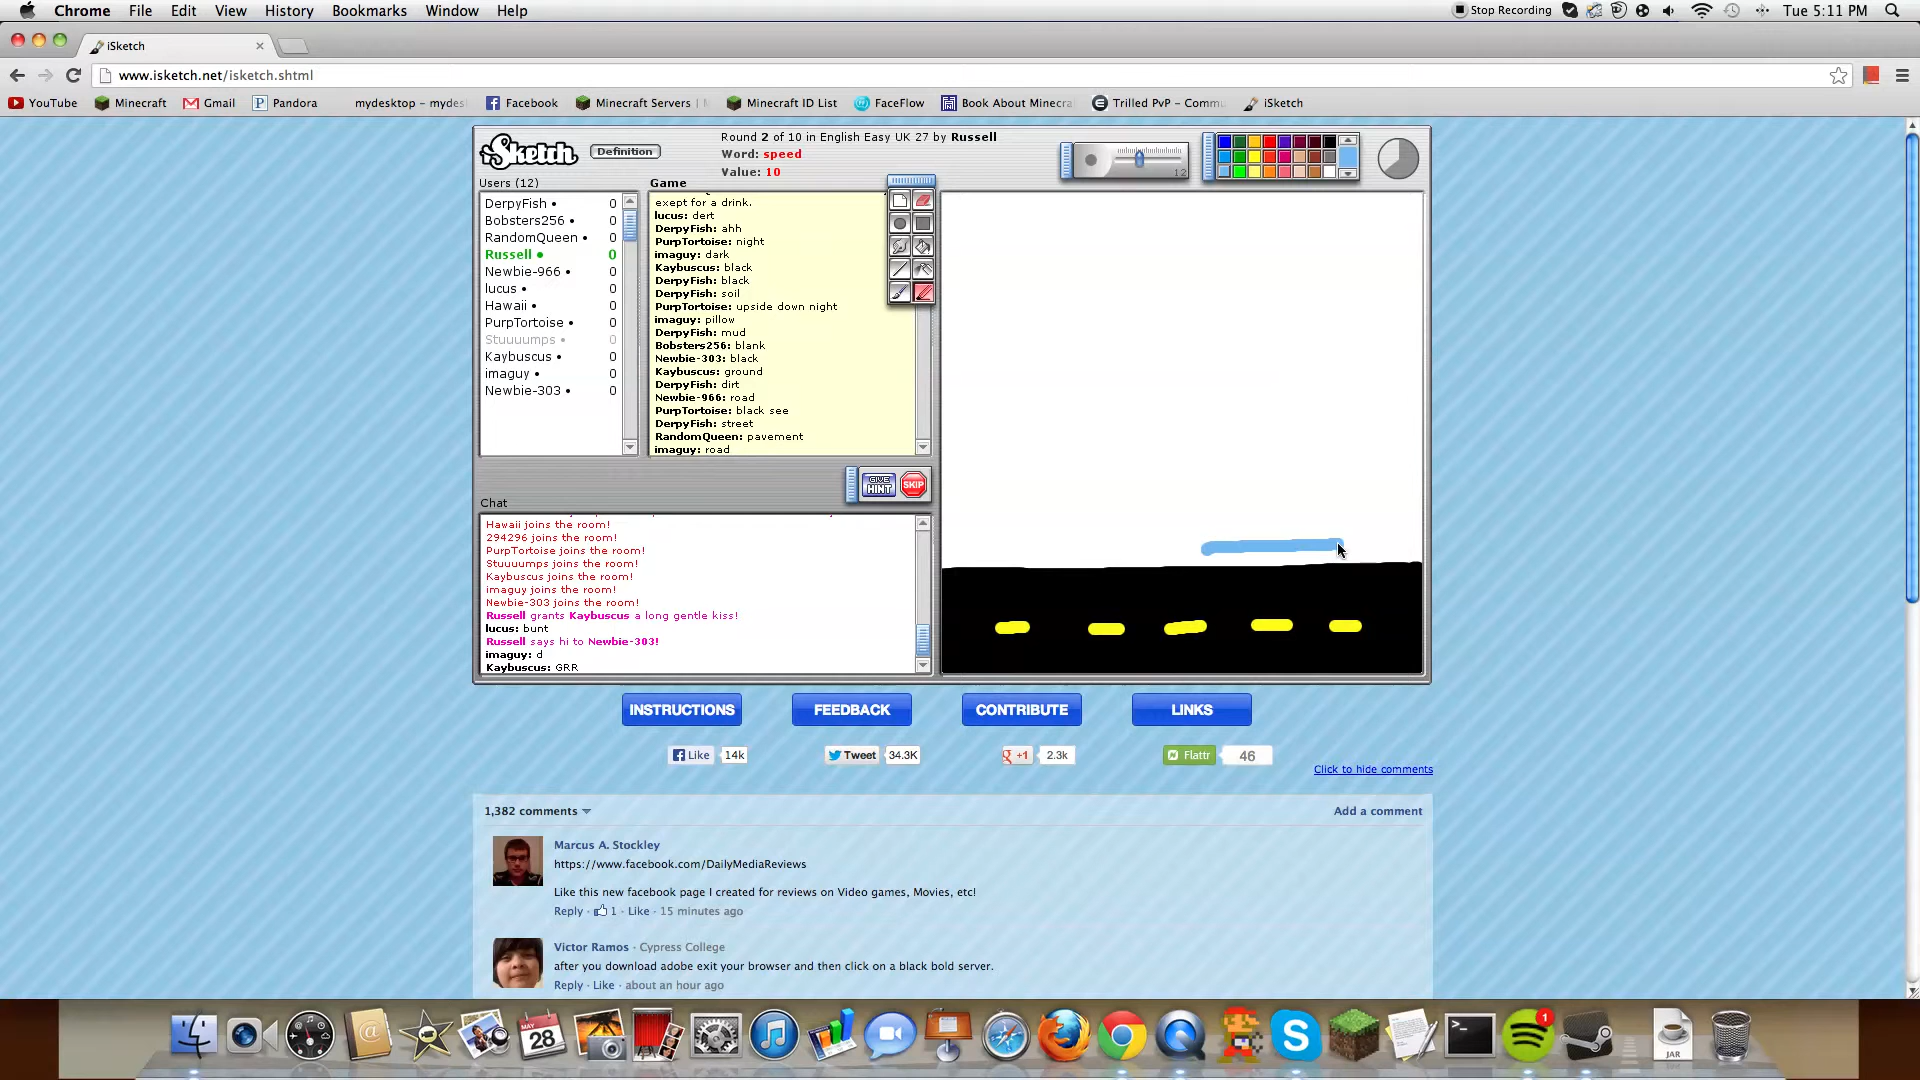 Chrome File Edit View History Bookmarks Window Help
Stop Recording Tue 5:11 PM
iSketch
www.isketch.net/isketch.shtml
YouTube Minecraft Gmail Pandora mydesktop - mydes Facebook Minecraft Servers | Minecraft ID List FaceFlow Book About Minecra Trilled PvP – Commu iSketch
iSketch Definition
Round 2 of 10 in English Easy UK 27 by Russell
Word: speed
Value: 10
12
Users (12)
DerpyFish • 0
Bobsters256 • 0
RandomQueen • 0
Russell • 0
Newbie-966 • 0
lucus • 0
Hawaii • 0
PurpTortoise • 0
Stuuuumps • 0
Kaybuscus • 0
imaguy • 0
Newbie-303 • 0
Game
exept for a drink.
lucus: dert
DerpyFish: ahh
PurpTortoise: night
imaguy: dark
Kaybuscus: black
DerpyFish: black
DerpyFish: soil
PurpTortoise: upside down night
imaguy: pillow
DerpyFish: mud
Bobsters256: blank
Newbie-303: black
Kaybuscus: ground
DerpyFish: dirt
Newbie-966: road
PurpTortoise: black see
DerpyFish: street
RandomQueen: pavement
imaguy: road
GIVE HINT SKIP
Chat
Hawaii joins the room!
294296 joins the room!
PurpTortoise joins the room!
Stuuuumps joins the room!
Kaybuscus joins the room!
imaguy joins the room!
Newbie-303 joins the room!
Russell grants Kaybuscus a long gentle kiss!
lucus: bunt
Russell says hi to Newbie-303!
imaguy: d
Kaybuscus: GRR
INSTRUCTIONS FEEDBACK CONTRIBUTE LINKS
Like 14k Tweet 34.3K +1 2.3k Flattr 46
Click to hide comments
1,382 comments Add a comment
Marcus A. Stockley
https://www.facebook.com/DailyMediaReviews
Like this new facebook page I created for reviews on Video games, Movies, etc!
Reply · 1 · Like · 15 minutes ago
Victor Ramos · Cypress College
after you download adobe exit your browser and then click on a black bold server.
Reply · Like · about an hour ago
MAY
28
1
JAR